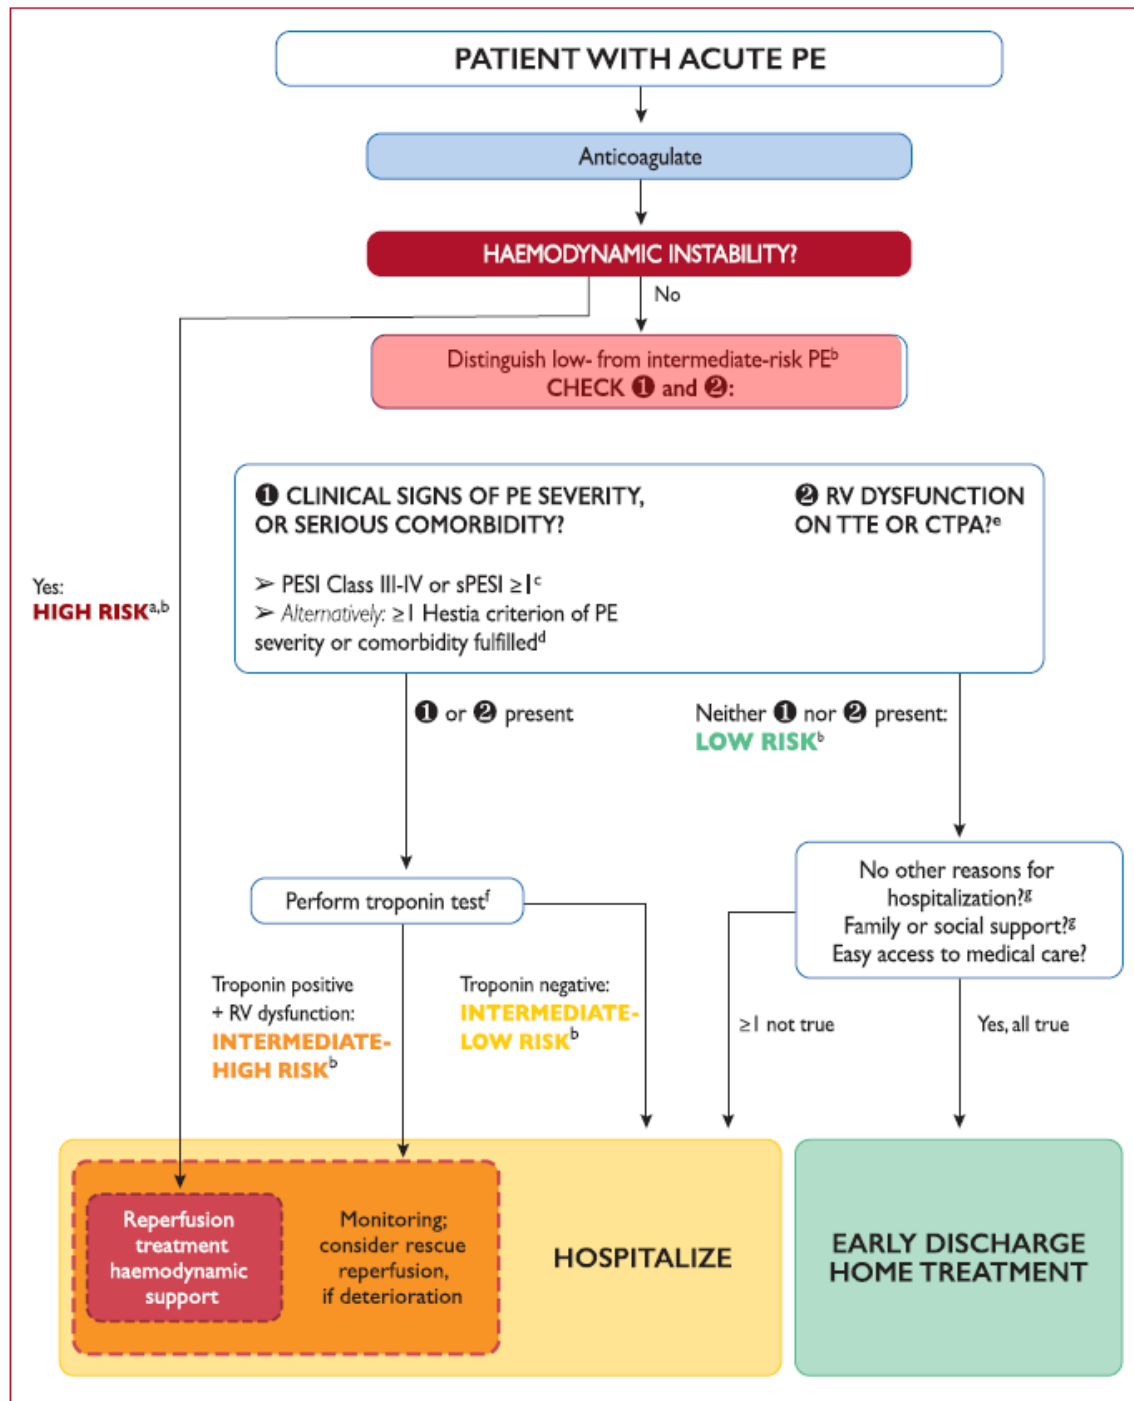 PATIENT WITH ACUTE PE
Anticoagulate
HAEMODYNAMIC INSTABILITY?
No
Distinguish low- from intermediate-risk PEᵇ
CHECK ❶ and ❷:
❶ CLINICAL SIGNS OF PE SEVERITY,
OR SERIOUS COMORBIDITY?
➢ PESI Class III-IV or sPESI ≥Iᶜ
➢ Alternatively: ≥I Hestia criterion of PE
severity or comorbidity fulfilledᵈ
❷ RV DYSFUNCTION
ON TTE OR CTPA?ᵉ
Yes:
HIGH RISKᵃ,ᵇ
❶ or ❷ present
Neither ❶ nor ❷ present:
LOW RISKᵇ
Perform troponin testᶠ
No other reasons for
hospitalization?ᵍ
Family or social support?ᵍ
Easy access to medical care?
Troponin positive
+ RV dysfunction:
INTERMEDIATE-
HIGH RISKᵇ
Troponin negative:
INTERMEDIATE-
LOW RISKᵇ
≥I not true
Yes, all true
Reperfusion
treatment
haemodynamic
support
Monitoring;
consider rescue
reperfusion,
if deterioration
HOSPITALIZE
EARLY DISCHARGE
HOME TREATMENT